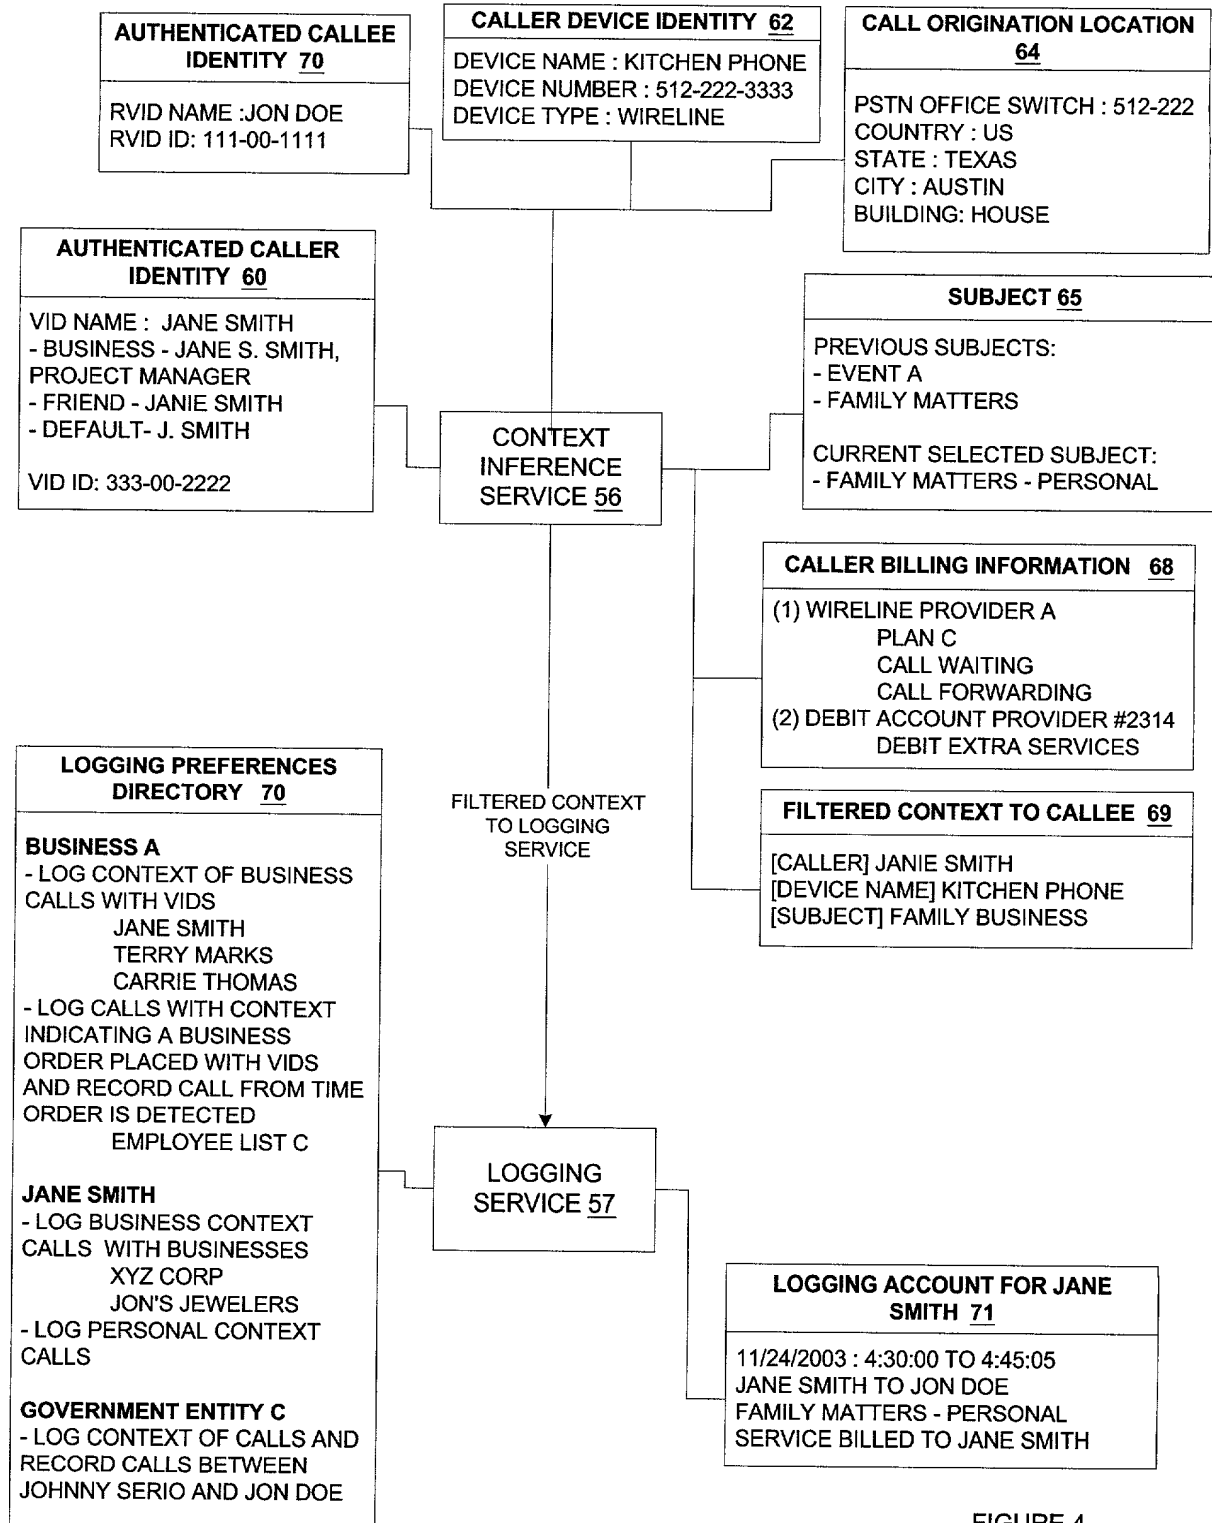 AUTHENTICATED CALLEE
IDENTITY 70
RVID NAME :JON DOE
RVID ID: 111-00-1111
CALLER DEVICE IDENTITY 62
DEVICE NAME : KITCHEN PHONE
DEVICE NUMBER : 512-222-3333
DEVICE TYPE : WIRELINE
CALL ORIGINATION LOCATION
64
PSTN OFFICE SWITCH : 512-222
COUNTRY : US
STATE : TEXAS
CITY : AUSTIN
BUILDING: HOUSE
AUTHENTICATED CALLER
IDENTITY 60
VID NAME : JANE SMITH
- BUSINESS - JANE S. SMITH,
PROJECT MANAGER
- FRIEND - JANIE SMITH
- DEFAULT- J. SMITH
VID ID: 333-00-2222
CONTEXT
INFERENCE
SERVICE 56
SUBJECT 65
PREVIOUS SUBJECTS:
- EVENT A
- FAMILY MATTERS
CURRENT SELECTED SUBJECT:
- FAMILY MATTERS - PERSONAL
CALLER BILLING INFORMATION 68
(1) WIRELINE PROVIDER A
PLAN C
CALL WAITING
CALL FORWARDING
(2) DEBIT ACCOUNT PROVIDER #2314
DEBIT EXTRA SERVICES
FILTERED CONTEXT TO CALLEE 69
[CALLER] JANIE SMITH
[DEVICE NAME] KITCHEN PHONE
[SUBJECT] FAMILY BUSINESS
FILTERED CONTEXT
TO LOGGING
SERVICE
LOGGING PREFERENCES
DIRECTORY 70
BUSINESS A
- LOG CONTEXT OF BUSINESS
CALLS WITH VIDS
JANE SMITH
TERRY MARKS
CARRIE THOMAS
- LOG CALLS WITH CONTEXT
INDICATING A BUSINESS
ORDER PLACED WITH VIDS
AND RECORD CALL FROM TIME
ORDER IS DETECTED
EMPLOYEE LIST C
JANE SMITH
- LOG BUSINESS CONTEXT
CALLS WITH BUSINESSES
XYZ CORP
JON'S JEWELERS
- LOG PERSONAL CONTEXT
CALLS
GOVERNMENT ENTITY C
- LOG CONTEXT OF CALLS AND
RECORD CALLS BETWEEN
JOHNNY SERIO AND JON DOE
LOGGING
SERVICE 57
LOGGING ACCOUNT FOR JANE
SMITH 71
11/24/2003 : 4:30:00 TO 4:45:05
JANE SMITH TO JON DOE
FAMILY MATTERS - PERSONAL
SERVICE BILLED TO JANE SMITH
FIGURE 4